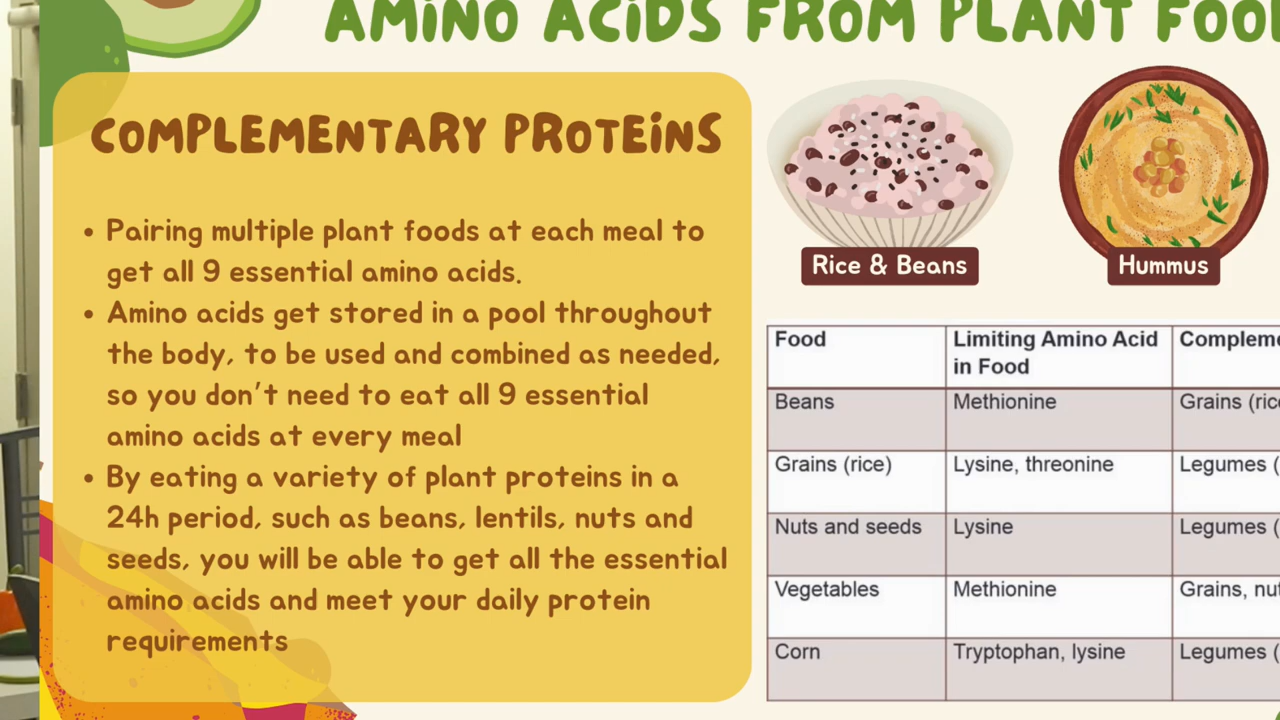 AMINO ACIDS FROM PLANT
COMPLEMENTARY PROTEINS
• Pairing multiple plant foods at each meal to
get all 9 essential amino acids.
• Amino acids get stored in a pool throughout
the body, to be used and combined as needed,
so you don't need to eat all 9 essential
amino acids at every meal
• By eating a variety of plant proteins in a
24h period, such as beans, lentils, nuts and
seeds, you will be able to get all the essential
amino acids and meet your daily protein
requirements
Rice & Beans
Hummus
Food
Limiting Amino Acid
in Food
Beans
Methionine
Grains
Grains (rice)
Lysine, threonine
Legumes
Nuts and seeds
Lysine
Legumes
Vegetables
Methionine
Grains,
Corn
Tryptophan, lysine
Legumes